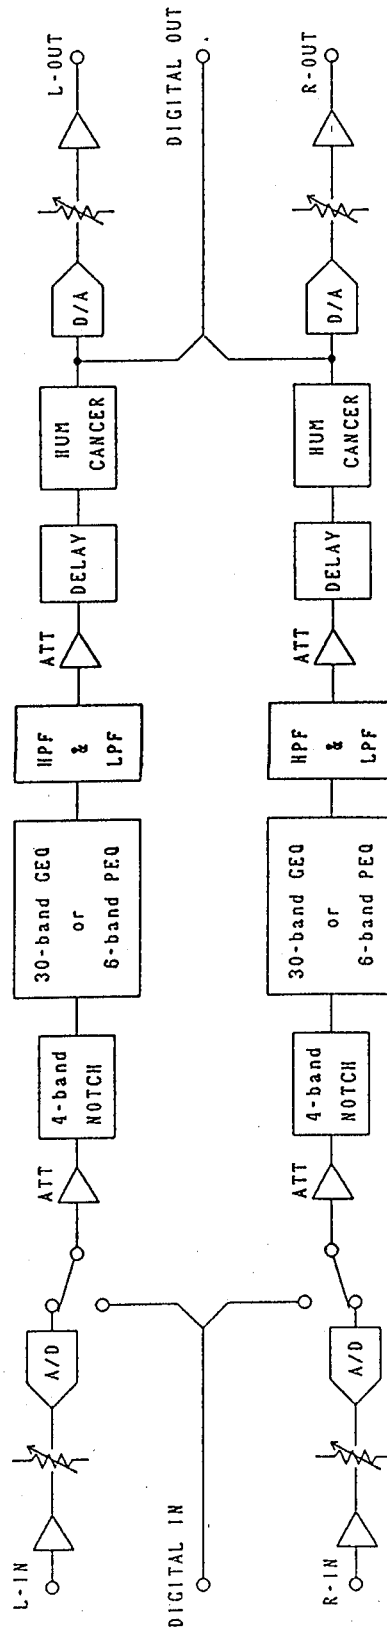 L-IN
A/D
ATT
4-band
NOTCH
30-band GEQ
or
6-band PEQ
HPF
&
LPF
ATT
DELAY
HUM
CANCER
D/A
L-OUT
DIGITAL IN
DIGITAL OUT
R-IN
A/D
ATT
4-band
NOTCH
30-band GEQ
or
6-band PEQ
HPF
&
LPF
ATT
DELAY
HUM
CANCER
D/A
R-OUT